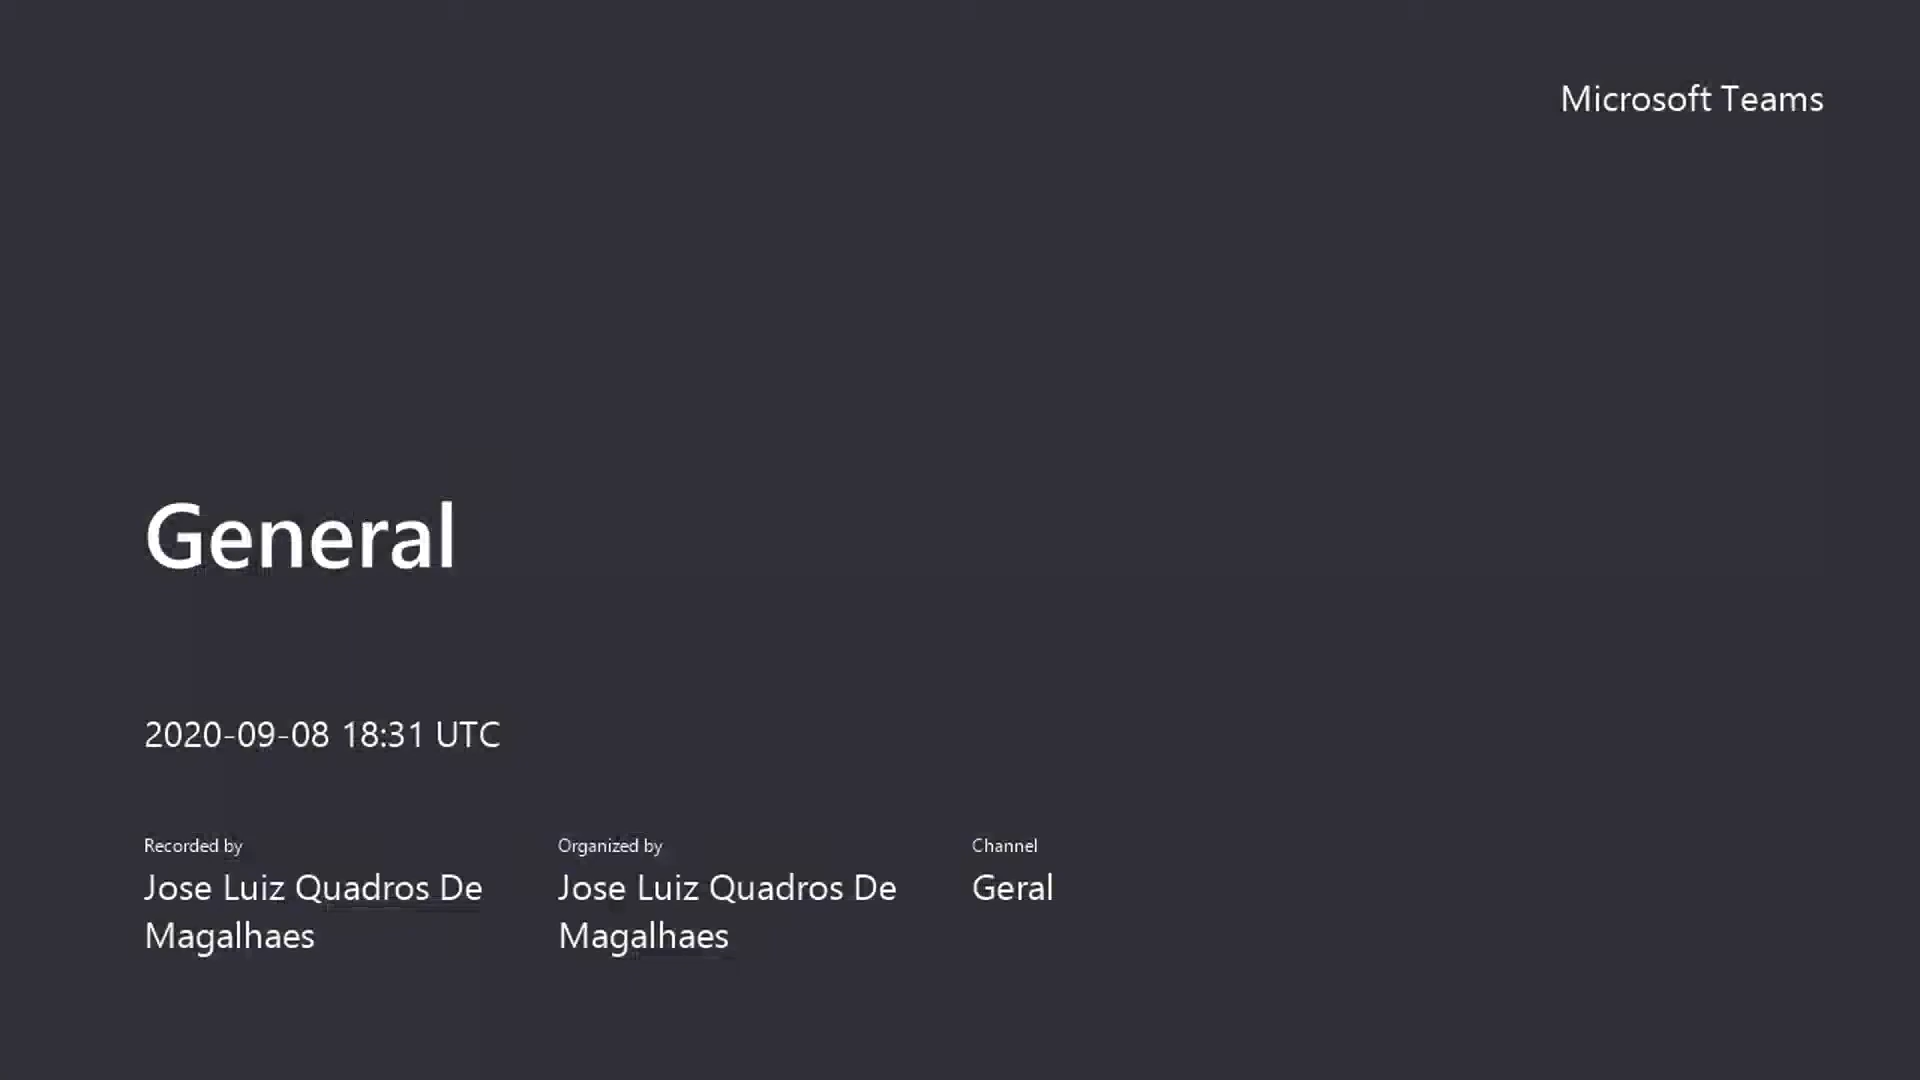 Microsoft Teams
General
2020-09-08 18:31 UTC
Recorded by
Jose Luiz Quadros De
Magalhaes
Organized by
Jose Luiz Quadros De
Magalhaes
Channel
Geral